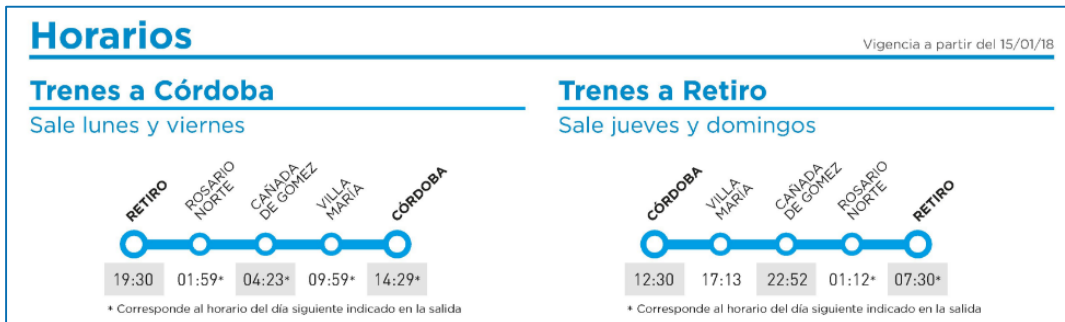 Horarios
Vigencia a partir del 15/01/18
Trenes a Córdoba
Sale lunes y viernes
RETIRO
ROSARIO
NORTE
CAÑADA
DE GOMEZ
VILLA
MARÍA
CÓRDOBA
19:30 01:59* 04:23* 09:59* 14:29*
* Corresponde al horario del día siguiente indicado en la salida
Trenes a Retiro
Sale jueves y domingos
CÓRDOBA
VILLA
MARÍA
CAÑADA
DE GOMEZ
ROSARIO
NORTE
RETIRO
12:30 17:13 22:52 01:12* 07:30*
* Corresponde al horario del día siguiente indicado en la salida